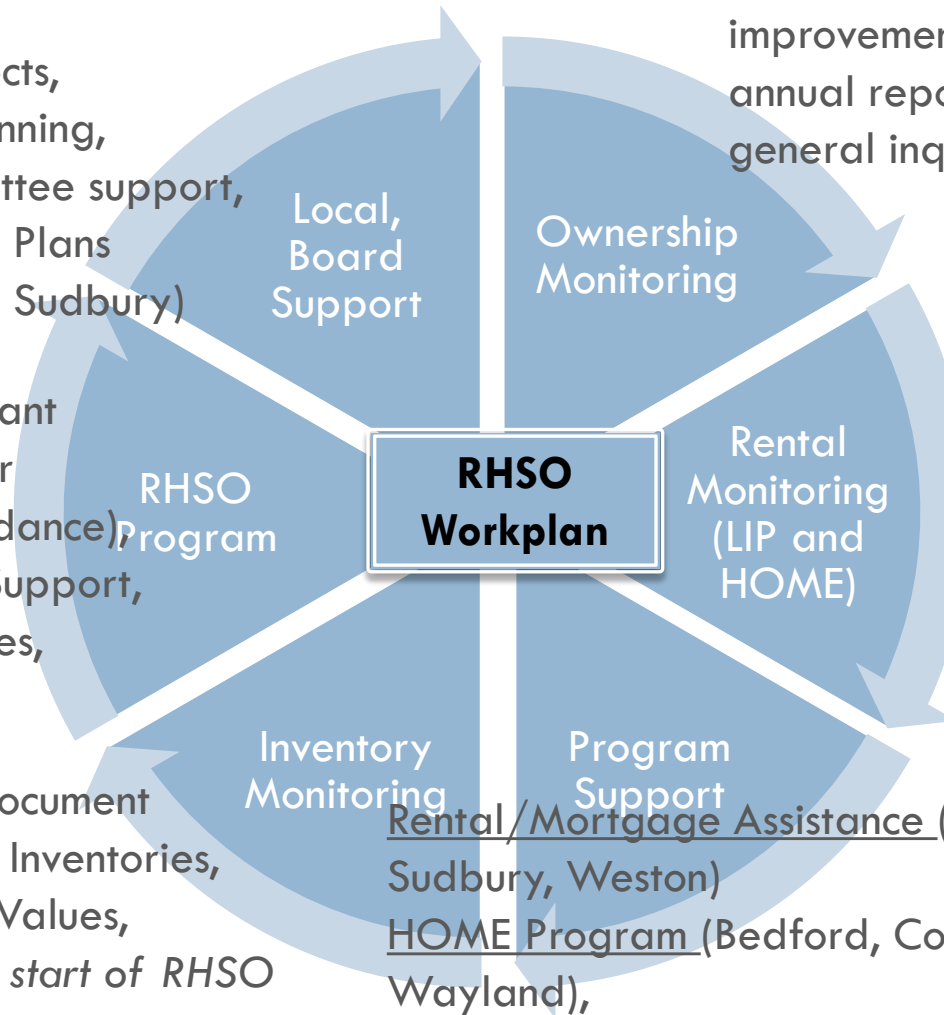 ects,
nning,
ttee support,
Plans
Sudbury)
improvemen
annual repo
general inq
Local,
Board
Support
Ownership
Monitoring
ant
r
dance),
Support,
es,
RHSO
Program
RHSO
Workplan
Rental
Monitoring
(LIP and
HOME)
Inventory
Monitoring
Program
Support
ocument
Inventories,
Values,
start of RHSO
Rental/Mortgage Assistance (
Sudbury, Weston)
HOME Program (Bedford, Co
Wayland),